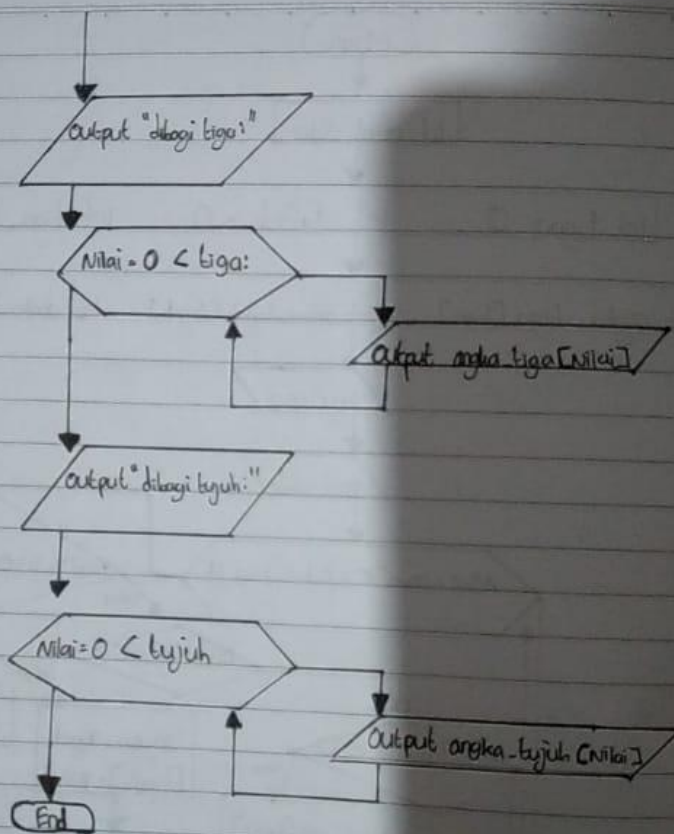 Output "dibagi tiga:"
Nilai = 0 < tiga:
Output angka_tiga[Nilai]
Output "dibagi tujuh:"
Nilai = 0 < tujuh
Output angka_tujuh [Nilai]
End